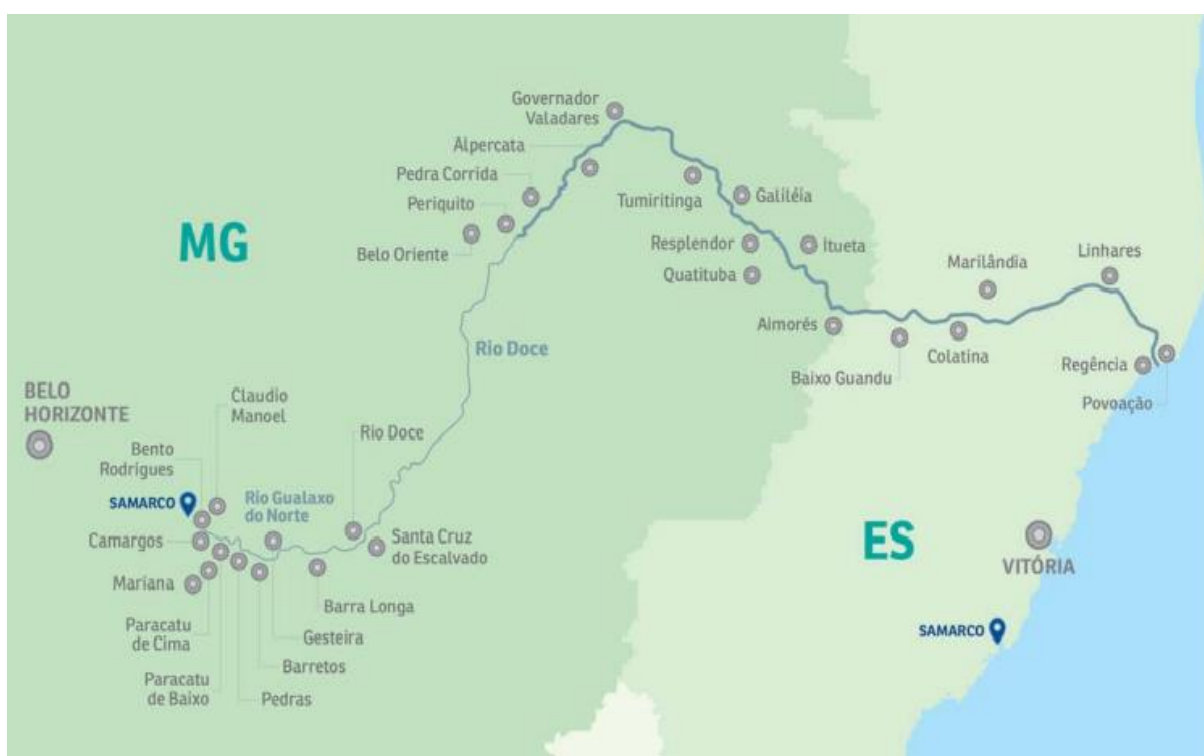 Governador
Valadares
Alpercata
Pedra Corrida
Periquito
Belo Oriente
MG
Tumiritinga
Galiléia
Resplendor
Itueta
Quatituba
Marilândia
Linhares
Aimorés
Rio Doce
Colatina
Baixo Guandu
Regência
Povoação
BELO
HORIZONTE
Claudio
Manoel
Rio Doce
Bento
Rodrigues
SAMARCO
Rio Gualaxo
do Norte
Camargos
Santa Cruz
do Escalvado
ES
Mariana
VITÓRIA
Barra Longa
Paracatu
de Cima
Gesteira
SAMARCO
Barretos
Paracatu
de Baixo
Pedras